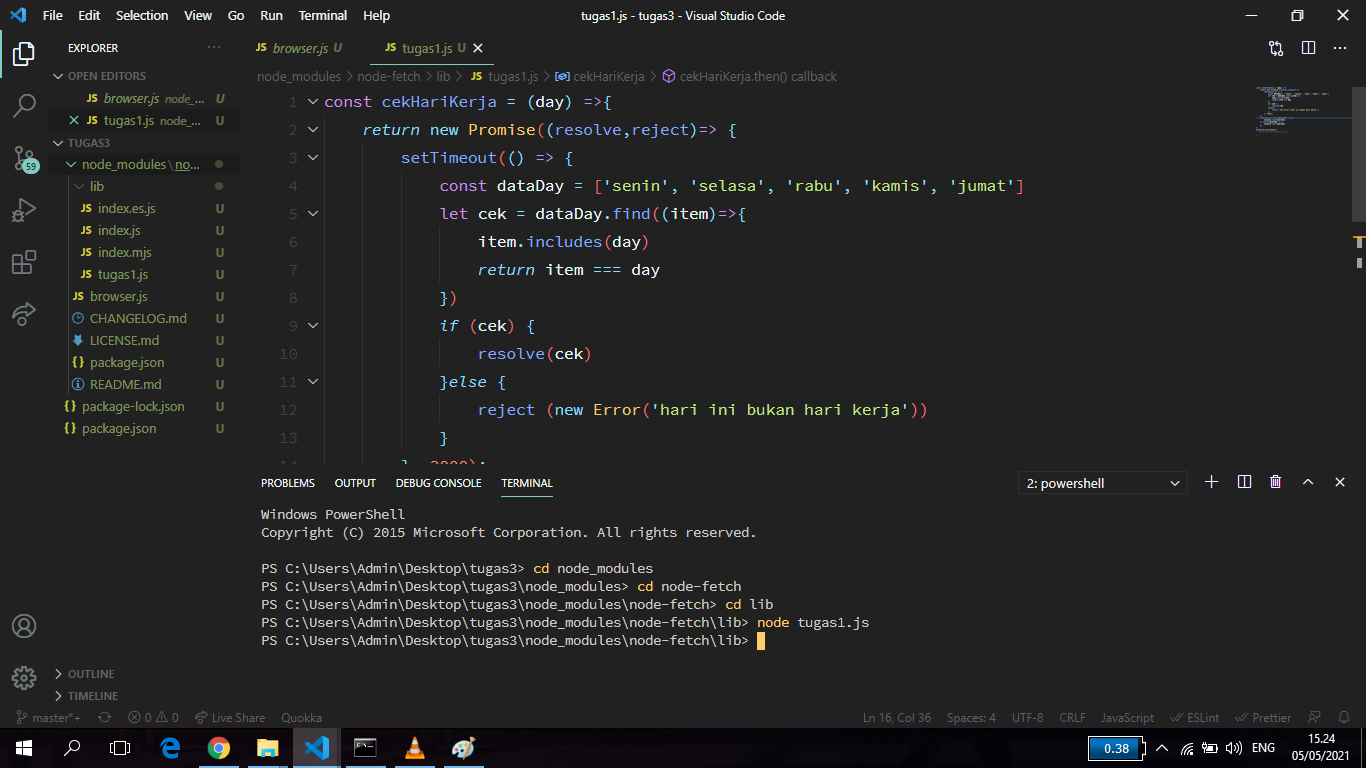 File Edit Selection View Go Run Terminal Help tugas1.js - tugas3 - Visual Studio Code
EXPLORER ...
OPEN EDITORS
JS browser.js node_... U
JS tugas1.js node_... U
TUGAS3
node_modules \ no...
lib
JS index.es.js U
JS index.js U
JS index.mjs U
JS tugas1.js U
JS browser.js U
CHANGELOG.md U
LICENSE.md U
{} package.json U
README.md U
{} package-lock.json U
{} package.json U
OUTLINE
TIMELINE
59
JS browser.js U JS tugas1.js U
node_modules > node-fetch > lib > JS tugas1.js > cekHariKerja > cekHariKerja.then() callback
1 const cekHariKerja = (day) =>{
2 return new Promise((resolve,reject)=> {
3 setTimeout(() => {
4 const dataDay = ['senin', 'selasa', 'rabu', 'kamis', 'jumat']
5 let cek = dataDay.find((item)=>{
6 item.includes(day)
7 return item === day
8 })
9 if (cek) {
10 resolve(cek)
11 }else {
12 reject (new Error('hari ini bukan hari kerja'))
13 }
PROBLEMS OUTPUT DEBUG CONSOLE TERMINAL 2: powershell
Windows PowerShell
Copyright (C) 2015 Microsoft Corporation. All rights reserved.
PS C:\Users\Admin\Desktop\tugas3> cd node_modules
PS C:\Users\Admin\Desktop\tugas3\node_modules> cd node-fetch
PS C:\Users\Admin\Desktop\tugas3\node_modules\node-fetch> cd lib
PS C:\Users\Admin\Desktop\tugas3\node_modules\node-fetch\lib> node tugas1.js
PS C:\Users\Admin\Desktop\tugas3\node_modules\node-fetch\lib>
master*+ 0 0 Live Share Quokka Ln 16, Col 36 Spaces: 4 UTF-8 CRLF JavaScript ESLint Prettier
0.38 ENG 15.24
05/05/2021